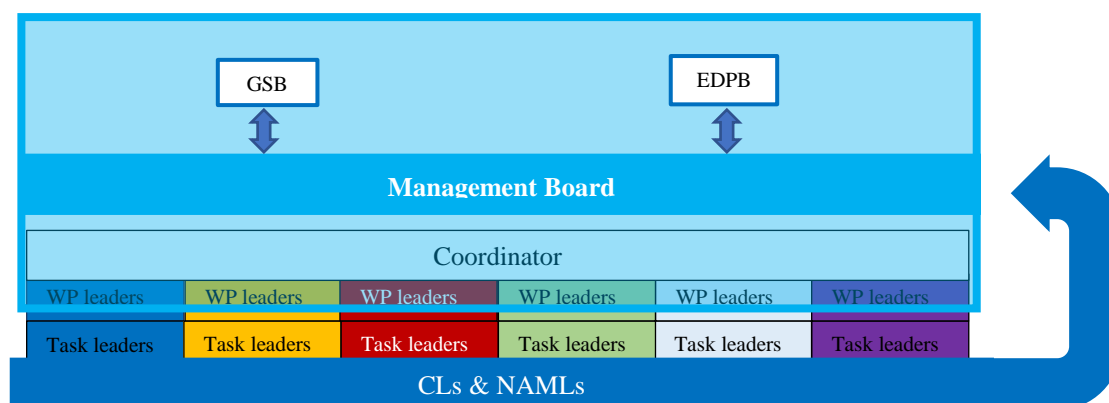 GSB EDPB
Management Board
Coordinator
WP leaders WP leaders WP leaders WP leaders WP leaders WP leaders
Task leaders Task leaders Task leaders Task leaders Task leaders Task leaders
CLs & NAMLs